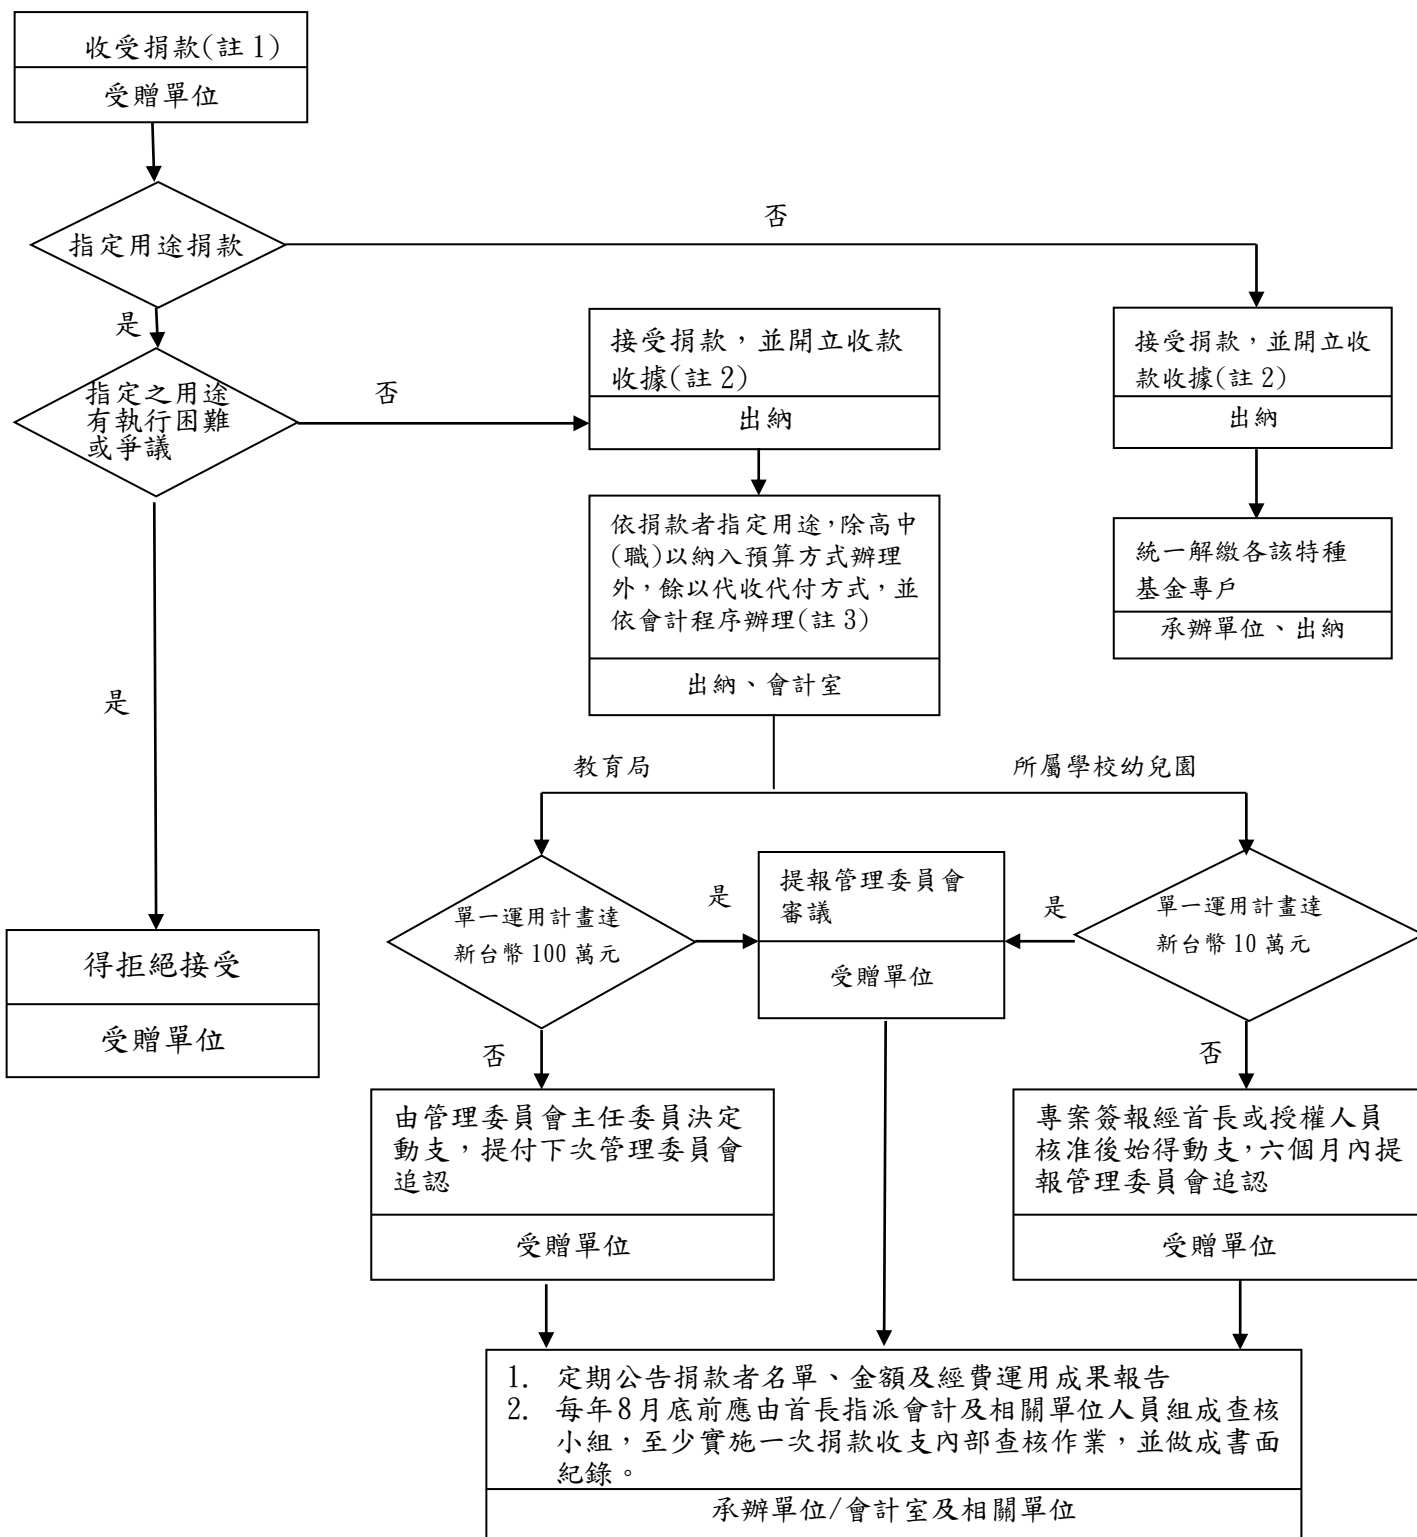 收受捐款(註 1)
受贈單位
指定用途捐款
否
是
指定之用途
有執行困難
或爭議
否
接受捐款，並開立收款
收據(註 2)
出納
接受捐款，並開立收
款收據(註 2)
出納
依捐款者指定用途，除高中
(職)以納入預算方式辦理
外，餘以代收代付方式，並
依會計程序辦理(註 3)
出納、會計室
統一解繳各該特種
基金專戶
承辦單位、出納
是
教育局
所屬學校幼兒園
單一運用計畫達
新台幣 100 萬元
是
提報管理委員會
審議
受贈單位
是
單一運用計畫達
新台幣 10 萬元
得拒絕接受
受贈單位
否
否
由管理委員會主任委員決定
動支，提付下次管理委員會
追認
受贈單位
專案簽報經首長或授權人員
核准後始得動支，六個月內提
報管理委員會追認
受贈單位
1. 定期公告捐款者名單、金額及經費運用成果報告
2. 每年 8 月底前應由首長指派會計及相關單位人員組成查核
小組，至少實施一次捐款收支內部查核作業，並做成書面
紀錄。
承辦單位/會計室及相關單位